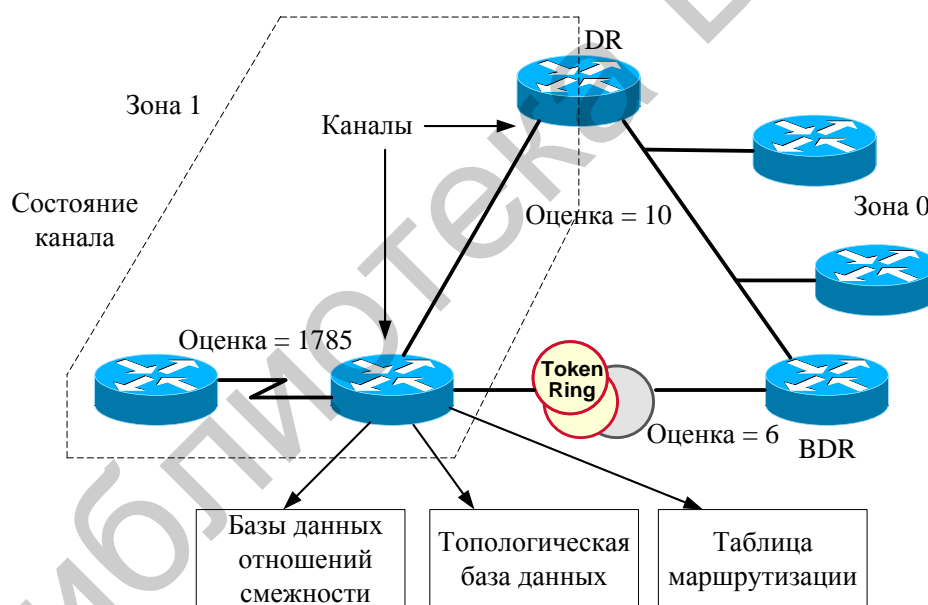 DR
Зона 1
Каналы
Состояние
канала
Оценка = 10
Зона 0
Оценка = 1785
Token
Ring
Оценка = 6
BDR
Базы данных
отношений
смежности
Топологическая
база данных
Таблица
маршрутизации
библиотека